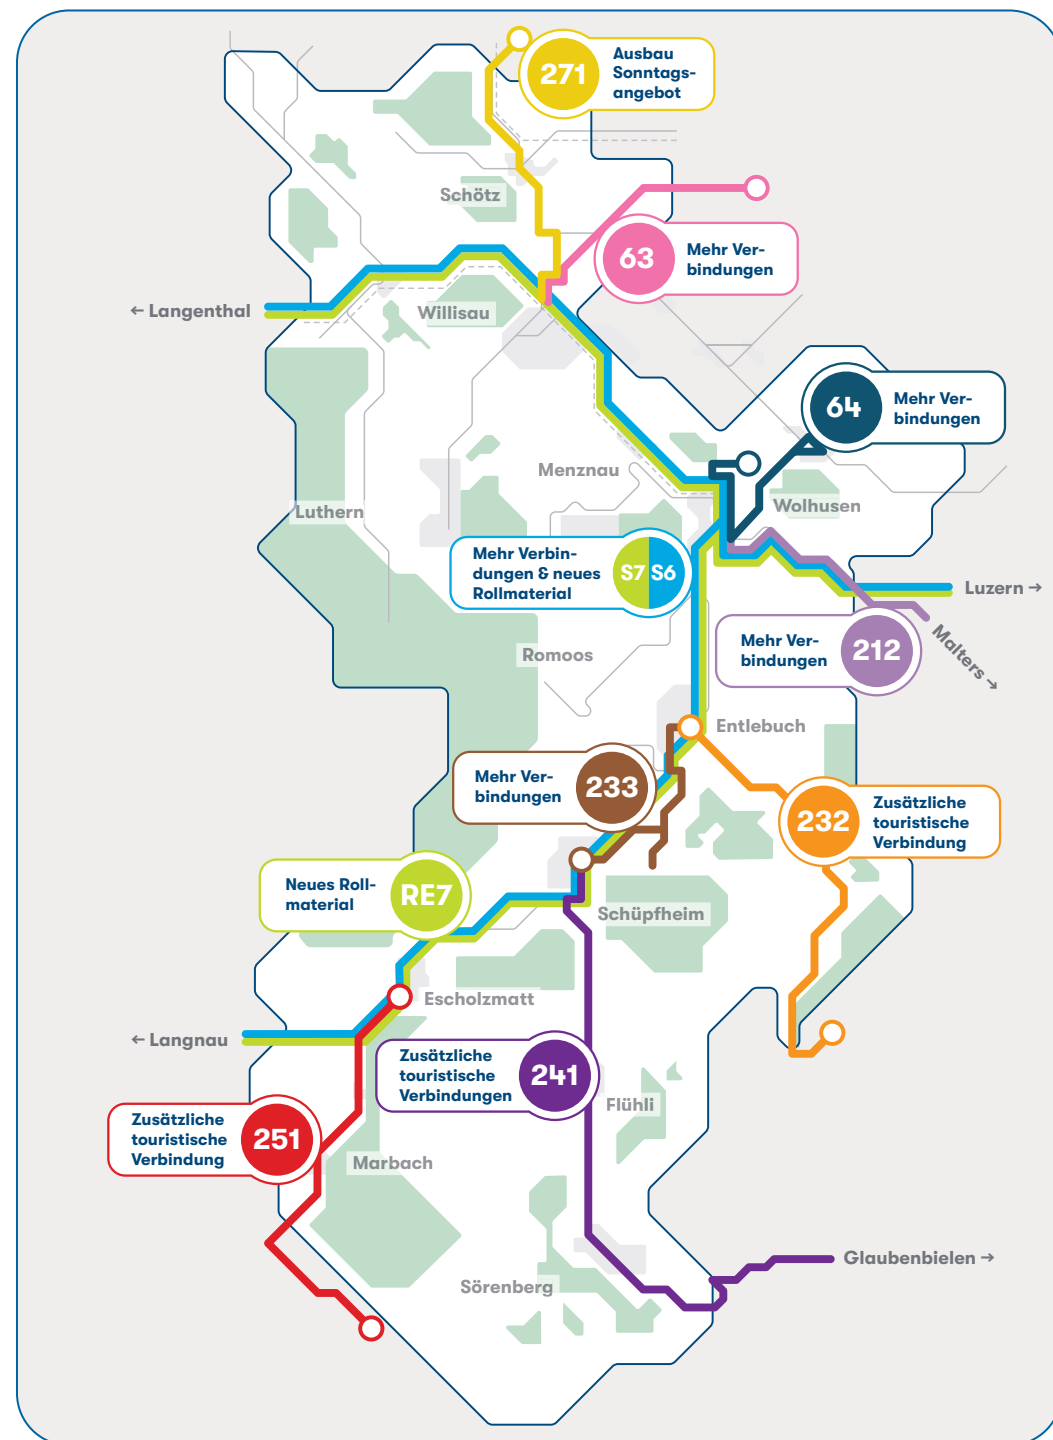 271
Ausbau
Sonntags-
angebot
Schötz
63
Mehr Ver-
bindungen
← Langenthal
Willisau
64
Mehr Ver-
bindungen
Menznau
Wolhusen
Luthern
Mehr Verbin-
dungen & neues
Rollmaterial
S7 S6
Luzern →
Mehr Ver-
bindungen
212
Malters →
Romoos
Entlebuch
Mehr Ver-
bindungen
233
232
Zusätzliche
touristische
Verbindung
Neues Roll-
material
RE7
Schüpfheim
Escholzmatt
← Langnau
Zusätzliche
touristische
Verbindungen
241
Flühli
Zusätzliche
touristische
Verbindung
251
Marbach
Glaubenbielen →
Sörenberg